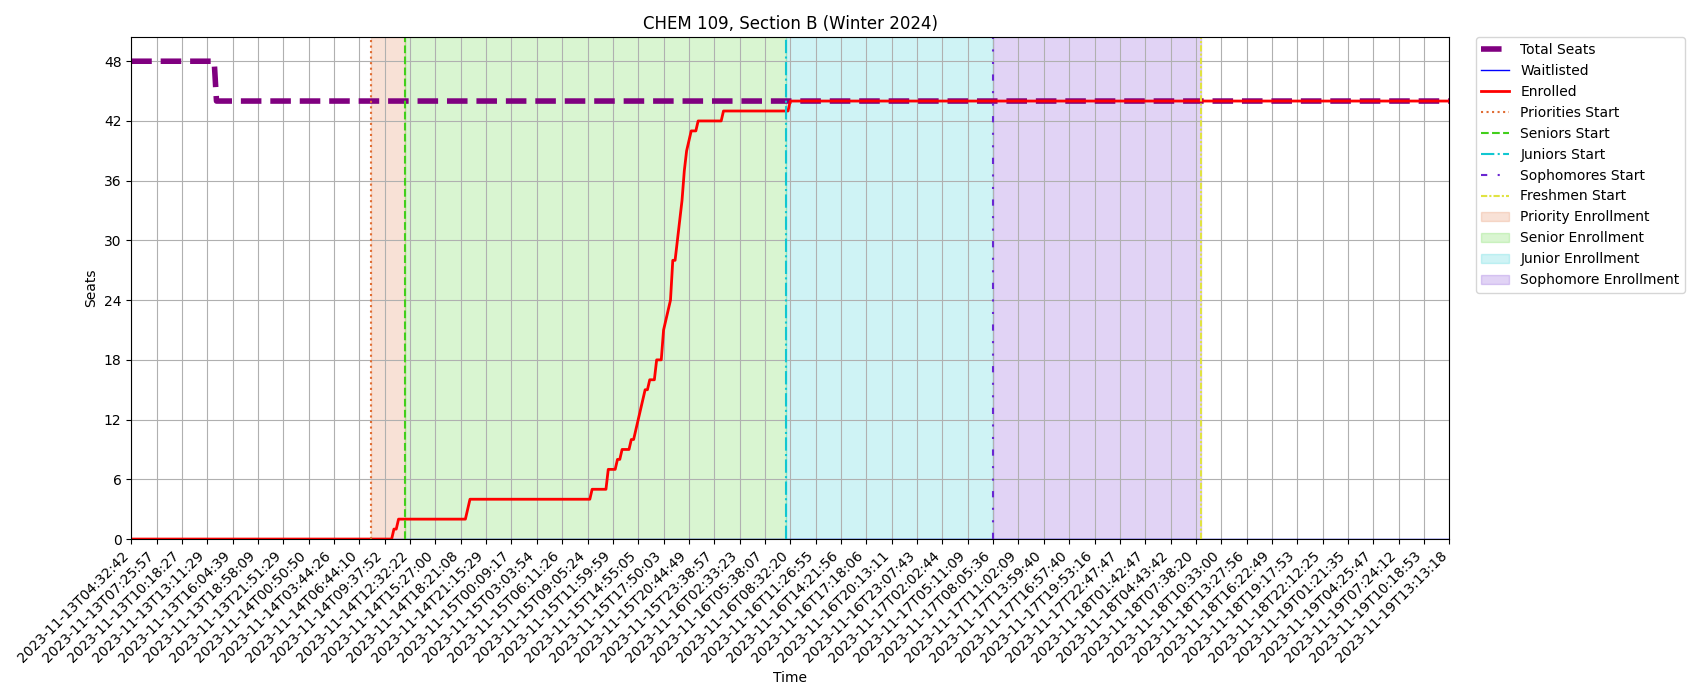 CHEM 109, Section B (Winter 2024)
Total Seats
Waitlisted
Enrolled
Priorities Start
Seniors Start
Juniors Start
Sophomores Start
Freshmen Start
Priority Enrollment
Senior Enrollment
Junior Enrollment
Sophomore Enrollment
Seats
48
42
36
30
24
18
12
6
0
2023-11-13T04:32:42
2023-11-13T07:25:57
2023-11-13T10:18:27
2023-11-13T13:11:29
2023-11-13T16:04:39
2023-11-13T18:58:09
2023-11-13T21:51:29
2023-11-14T00:50:50
2023-11-14T03:44:26
2023-11-14T06:44:10
2023-11-14T09:37:52
2023-11-14T12:32:22
2023-11-14T15:27:00
2023-11-14T18:21:08
2023-11-14T21:15:29
2023-11-15T00:09:17
2023-11-15T03:03:54
2023-11-15T06:11:26
2023-11-15T09:05:24
2023-11-15T11:59:59
2023-11-15T14:55:05
2023-11-15T17:50:03
2023-11-15T20:44:49
2023-11-15T23:38:57
2023-11-16T02:33:23
2023-11-16T05:38:07
2023-11-16T08:32:20
2023-11-16T11:26:55
2023-11-16T14:21:56
2023-11-16T17:18:06
2023-11-16T20:13:11
2023-11-16T23:07:43
2023-11-17T02:02:44
2023-11-17T05:11:09
2023-11-17T08:05:36
2023-11-17T11:02:09
2023-11-17T13:59:40
2023-11-17T16:57:40
2023-11-17T19:53:16
2023-11-17T22:47:47
2023-11-18T01:42:47
2023-11-18T04:43:42
2023-11-18T07:38:20
2023-11-18T10:33:00
2023-11-18T13:27:56
2023-11-18T16:22:49
2023-11-18T19:17:53
2023-11-18T22:12:25
2023-11-19T01:21:35
2023-11-19T04:25:47
2023-11-19T07:24:12
2023-11-19T10:18:53
2023-11-19T13:13:18
Time